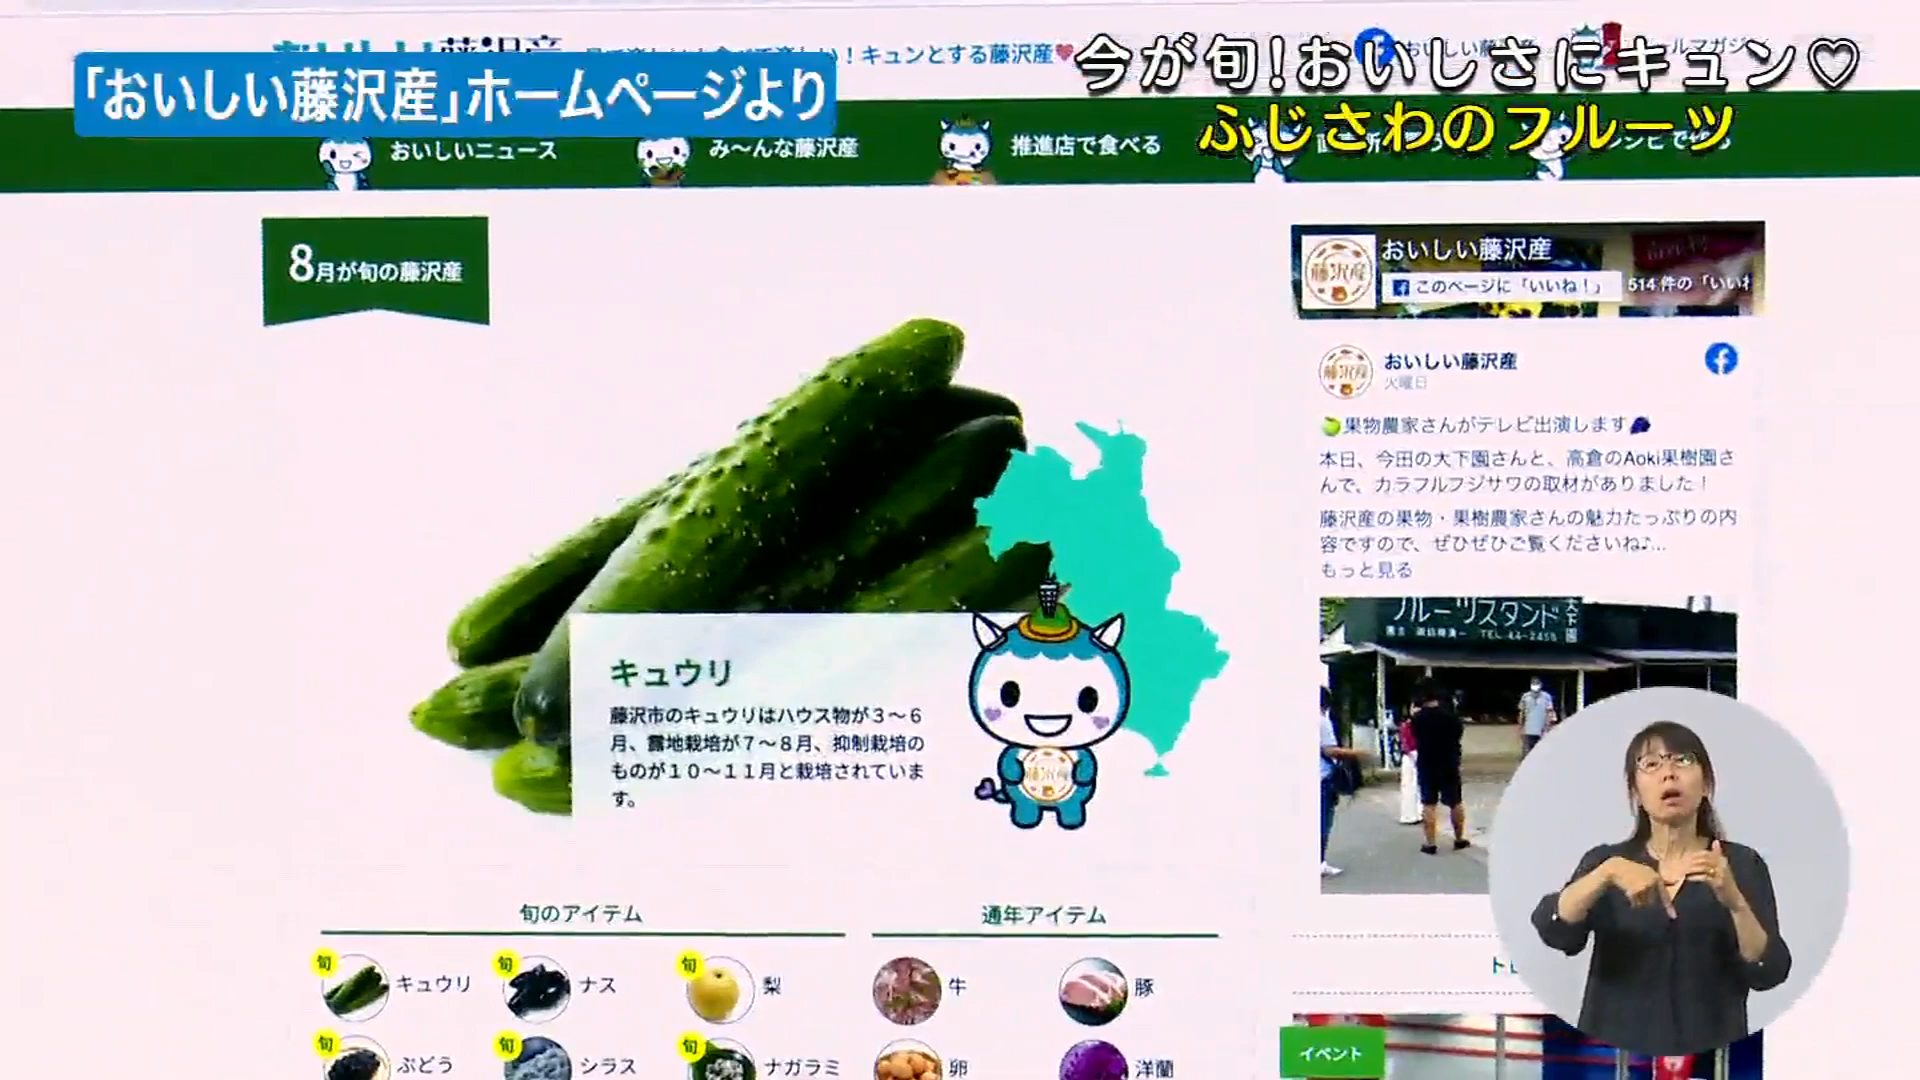 「おいしい藤沢産」ホームページより
！キュンとする藤沢産
今が旬!おいしさにキュン♡
ふじさわのフルーツ
おいしいニュース
み〜んな藤沢産
推進店で食べる
8月が旬の藤沢産
キュウリ
藤沢市のキュウリはハウス物が３〜６
月、露地栽培が７〜８月、抑制栽培の
ものが１０〜１１月と栽培されていま
す。
藤沢産
旬のアイテム
通年アイテム
旬 キュウリ
旬 ナス
旬 梨
牛
豚
旬 ぶどう
旬 シラス
旬 ナガラミ
卵
洋蘭
藤沢産
おいしい藤沢産
このページに「いいね！」
514 件の「いいね
藤沢産
おいしい藤沢産
火曜日
果物農家さんがテレビ出演します
本日、今田の大下園さんと、高倉のAoki果樹園さ
んで、カラフルフジサワの取材がありました！
藤沢産の果物・果樹農家さんの魅力たっぷりの内
容ですので、ぜひぜひご覧くださいね♪...
もっと見る
フルーツスタンド
大下園
TEL 44-2455
イベント